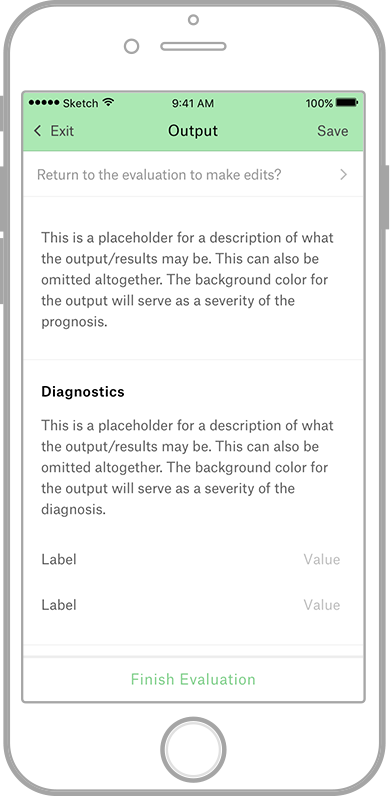 Sketch 9:41 AM 100%
Exit Output Save
Return to the evaluation to make edits?
This is a placeholder for a description of what
the output/results may be. This can also be
omitted altogether. The background color for
the output will serve as a severity of the
prognosis.
Diagnostics
This is a placeholder for a description of what
the output/results may be. This can also be
omitted altogether. The background color for
the output will serve as a severity of the
diagnosis.
Label Value
Label Value
Finish Evaluation